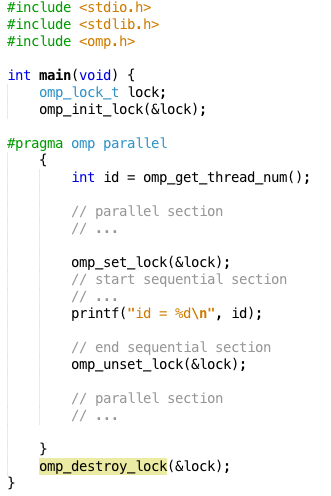 #include <stdio.h>
#include <stdlib.h>
#include <omp.h>

int main(void) {
    omp_lock_t lock;
    omp_init_lock(&lock);

#pragma omp parallel
    {
        int id = omp_get_thread_num();

        // parallel section
        // ...

        omp_set_lock(&lock);
        // start sequential section
        // ...
        printf("id = %d\n", id);

        // end sequential section
        omp_unset_lock(&lock);

        // parallel section
        // ...

    }
    omp_destroy_lock(&lock);
}